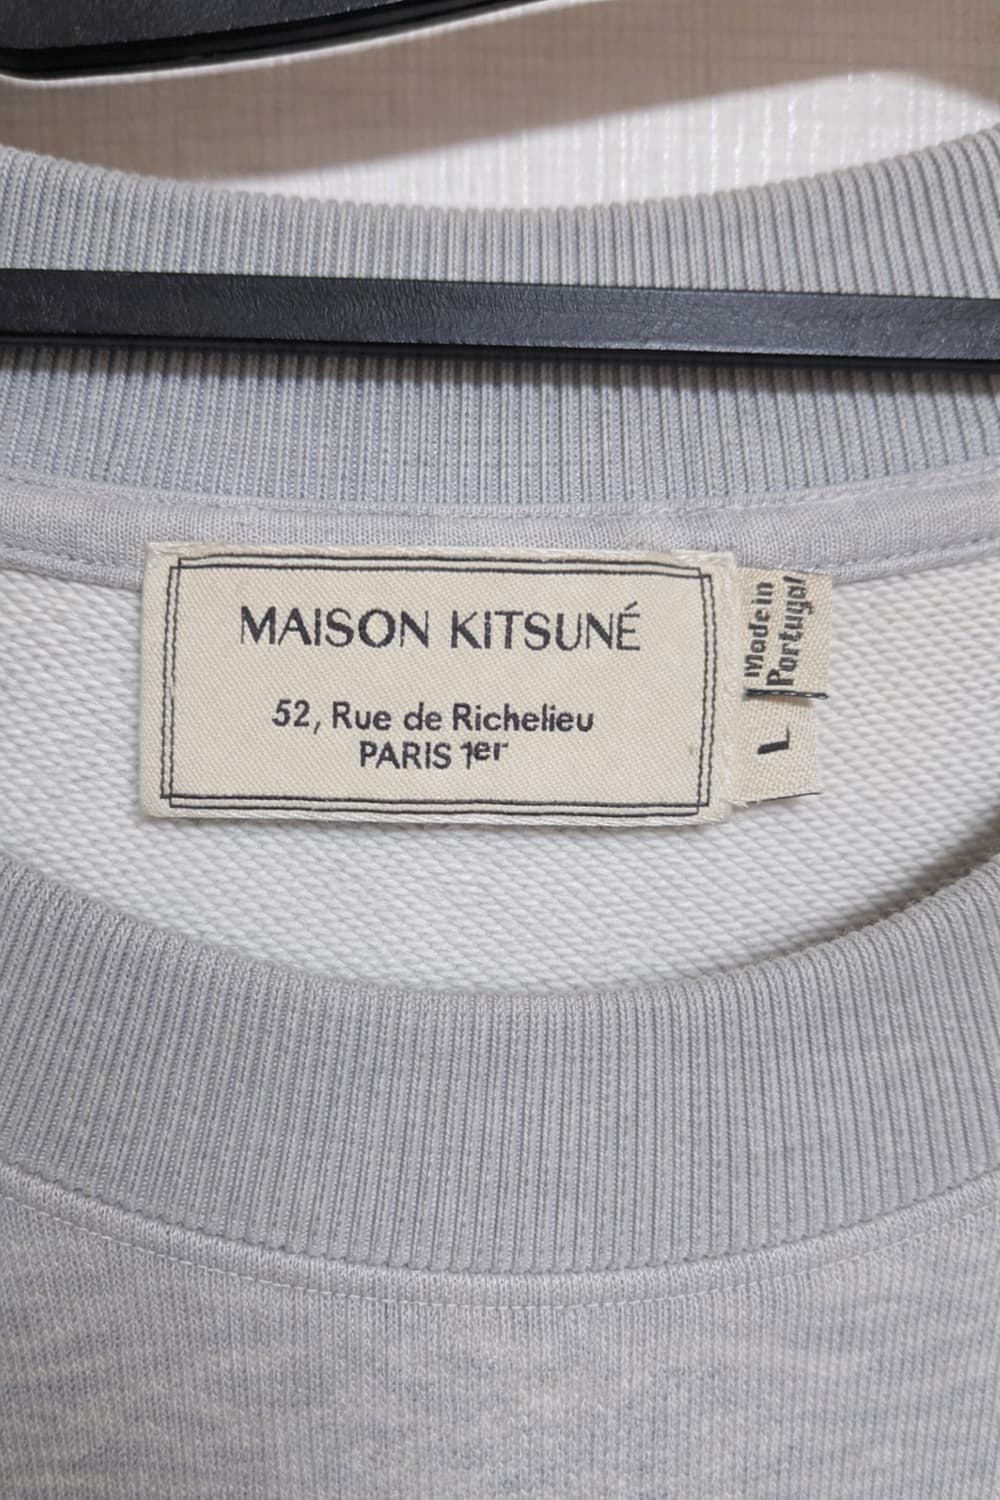 MAISON KITSUNÉ
52, Rue de Richelieu
PARIS 1er
Made in
Portugal
L